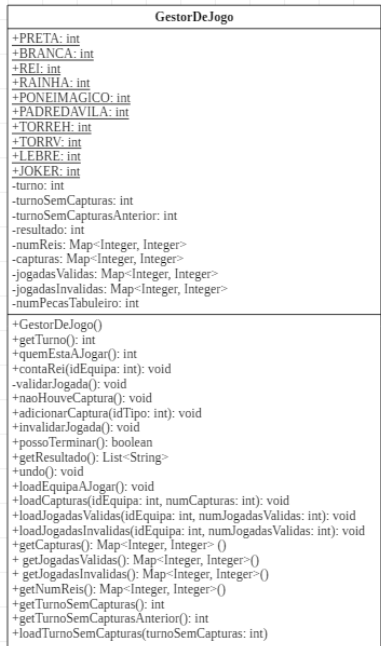 GestorDeJogo
+PRETA: int
+BRANCA: int
+REI: int
+RAINHA: int
+PONEIMAGICO: int
+PADREDAVILA: int
+TORREH: int
+TORRV: int
+LEBRE: int
+JOKER: int
-turno: int
-turnoSemCapturas: int
-turnoSemCapturasAnterior: int
-resultado: int
-numReis: Map<Integer, Integer>
-capturas: Map<Integer, Integer>
-jogadasValidas: Map<Integer, Integer>
-jogadasInvalidas: Map<Integer, Integer>
-numPecasTabuleiro: int
+GestorDeJogo()
+getTurno(): int
+quemEstaAJogar(): int
+contaRei(idEquipa: int): void
-validarJogada(): void
+naoHouveCaptura(): void
+adicionarCaptura(idTipo: int): void
+invalidarJogada(): void
+possoTerminar(): boolean
+getResultado(): List<String>
+undo(): void
+loadEquipaAJogar(): void
+loadCapturas(idEquipa: int, numCapturas: int): void
+loadJogadasValidas(idEquipa: int, numJogadasValidas: int): void
+loadJogadasInvalidas(idEquipa: int, numJogadasValidas: int): void
+getCapturas(): Map<Integer, Integer> ()
+ getJogadasValidas(): Map<Integer, Integer>()
+ getJogadasInvalidas(): Map<Integer, Integer>()
+getNumReis(): Map<Integer, Integer>()
+getTurnoSemCapturas(): int
+getTurnoSemCapturasAnterior(): int
+loadTurnoSemCapturas(turnoSemCapturas: int)